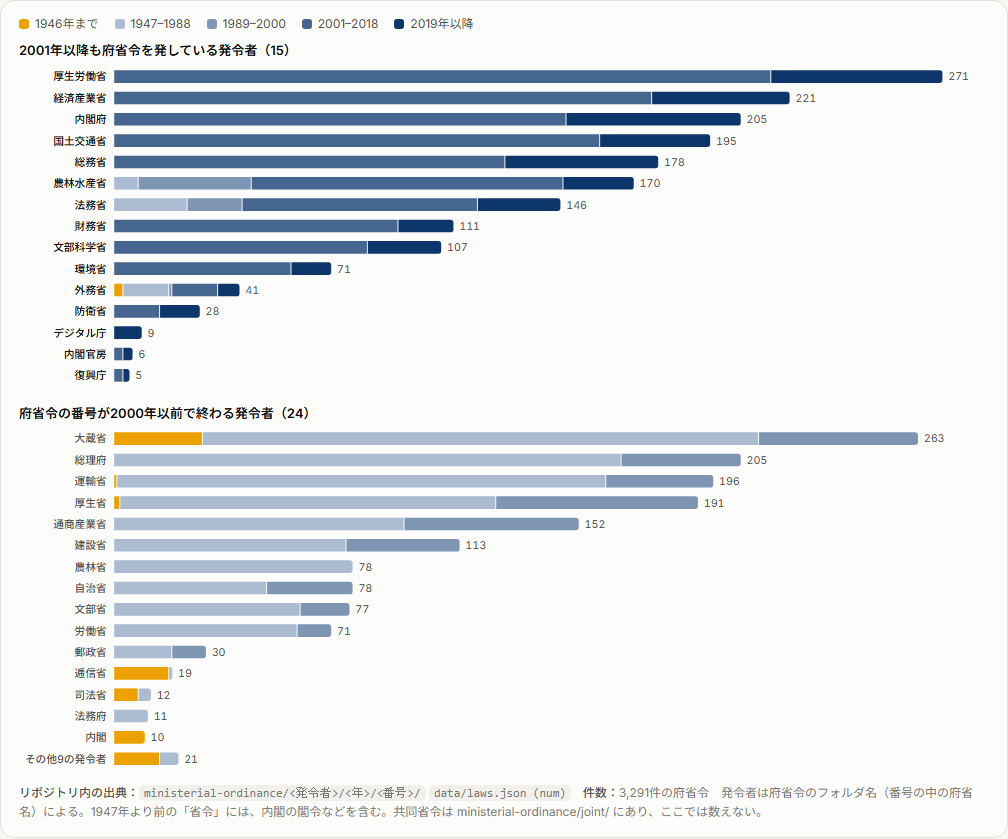 1946年まで 1947–1988 1989–2000 2001–2018 2019年以降
2001年以降も府省令を発している発令者（15）
厚生労働省 271
経済産業省 221
内閣府 205
国土交通省 195
総務省 178
農林水産省 170
法務省 146
財務省 111
文部科学省 107
環境省 71
外務省 41
防衛省 28
デジタル庁 9
内閣官房 6
復興庁 5
府省令の番号が2000年以前で終わる発令者（24）
大蔵省 263
総理府 205
運輸省 196
厚生省 191
通商産業省 152
建設省 113
農林省 78
自治省 78
文部省 77
労働省 71
郵政省 30
逓信省 19
司法省 12
法務府 11
内閣 10
その他9の発令者 21
リポジトリ内の出典： ministerial-ordinance/<発令者>/<年>/<番号>/ data/laws.json (num) 件数：3,291件の府省令　発令者は府省令のフォルダ名（番号の中の府省
名）による。1947年より前の「省令」には、内閣の閣令などを含む。共同省令は ministerial-ordinance/joint/ にあり、ここでは数えない。